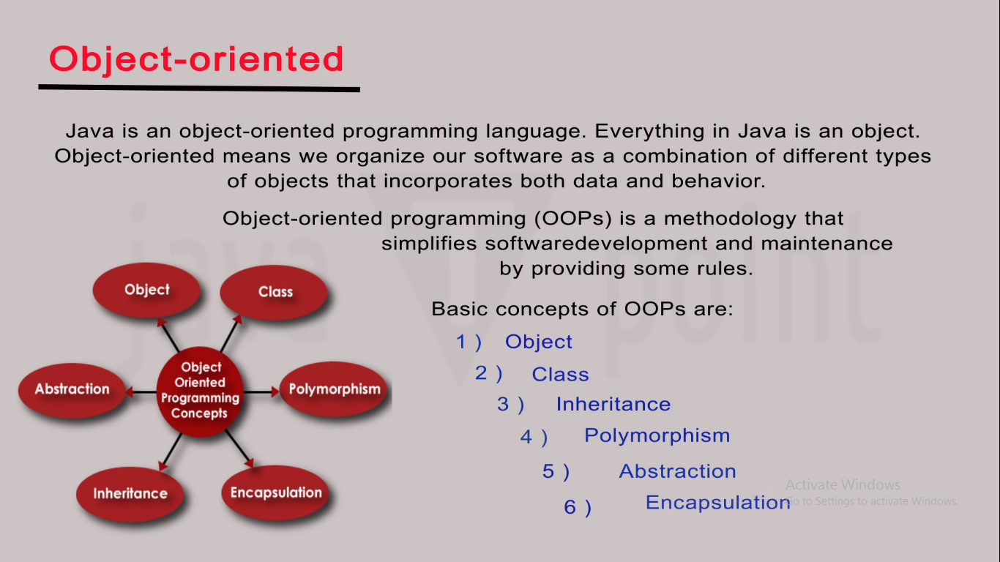 Object-oriented
Java is an object-oriented programming language. Everything in Java is an object.
Object-oriented means we organize our software as a combination of different types
of objects that incorporates both data and behavior.
Object-oriented programming (OOPs) is a methodology that
simplifies softwaredevelopment and maintenance
by providing some rules.
Basic concepts of OOPs are:
1 ) Object
2 ) Class
3 ) Inheritance
4 ) Polymorphism
5 ) Abstraction
6 ) Encapsulation
Object
Class
Abstraction
Object
Oriented
Programming
Concepts
Polymorphism
Inheritance
Encapsulation
java T point
Activate Windows
Go to Settings to activate Windows.